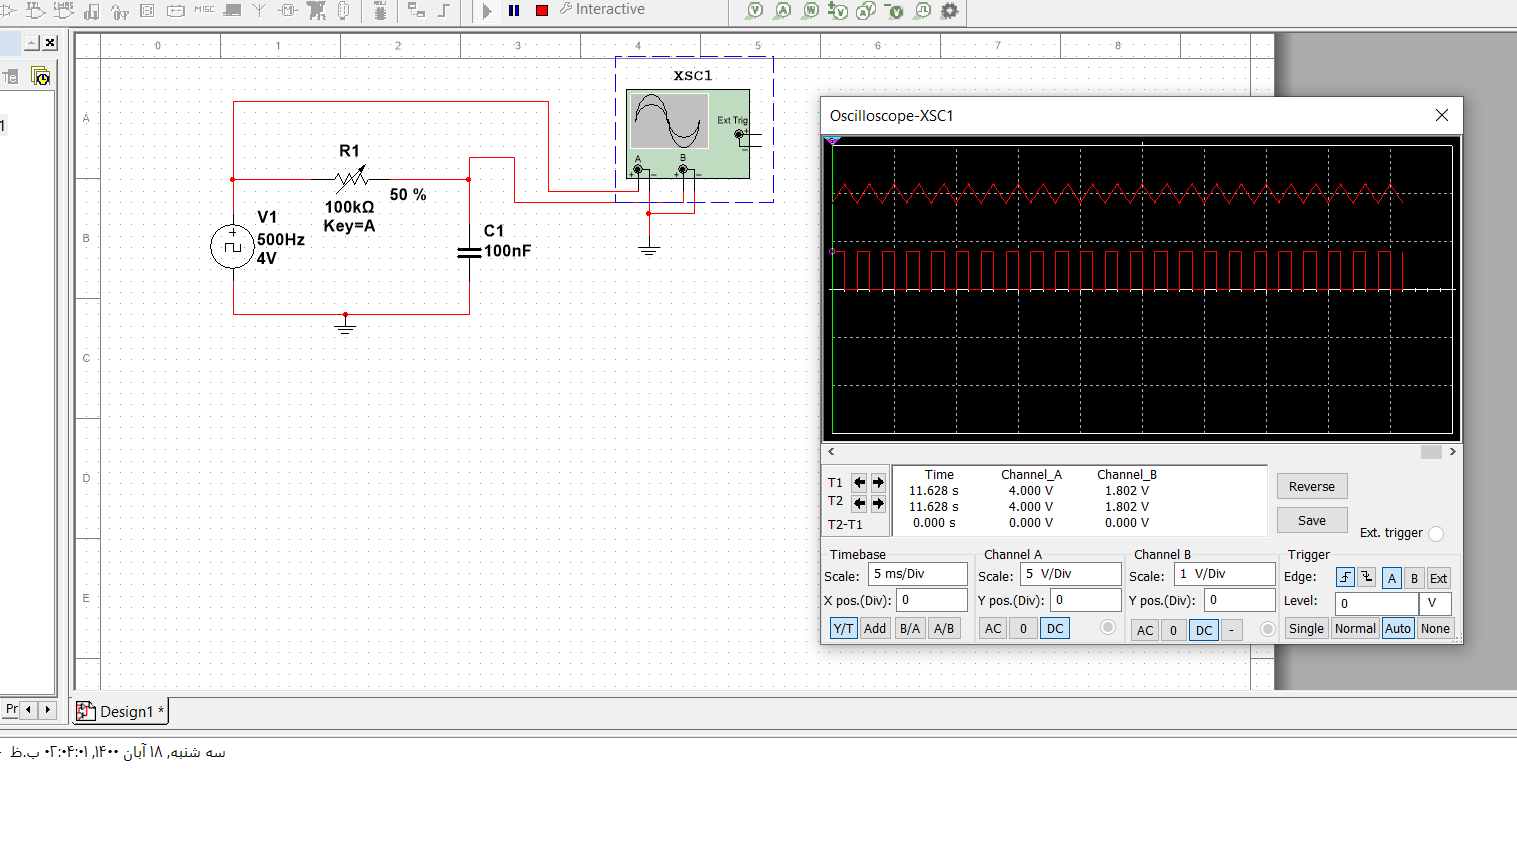 MISC
Interactive
0 1 2 3 4 5 6 7 8
Te
1
A
B
C
D
E
XSC1
Ext Trig
+
−
A
B
+ − + −
R1
50 %
100kΩ
Key=A
V1
+
500Hz
4V
C1
100nF
Oscilloscope-XSC1
Time Channel_A Channel_B
T1 11.628 s 4.000 V 1.802 V
T2 11.628 s 4.000 V 1.802 V
T2-T1 0.000 s 0.000 V 0.000 V
Reverse
Save
Ext. trigger
Timebase
Scale: 5 ms/Div
X pos.(Div): 0
Y/T Add B/A A/B
Channel A
Scale: 5 V/Div
Y pos.(Div): 0
AC 0 DC
Channel B
Scale: 1 V/Div
Y pos.(Div): 0
AC 0 DC -
Trigger
Edge: A B Ext
Level: 0 V
Single Normal Auto None
Pr
Design1 *
سه شنبه, ۱۸ آبان ۱۴۰۰, ۰۲:۰۴:۰۱ ب.ظ